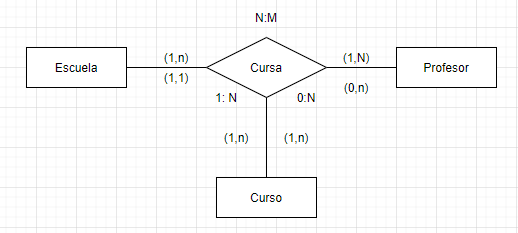 N:M
Escuela
(1,n)
(1,1)
Cursa
(1,N)
(0,n)
Profesor
1: N
0:N
(1,n)
(1,n)
Curso